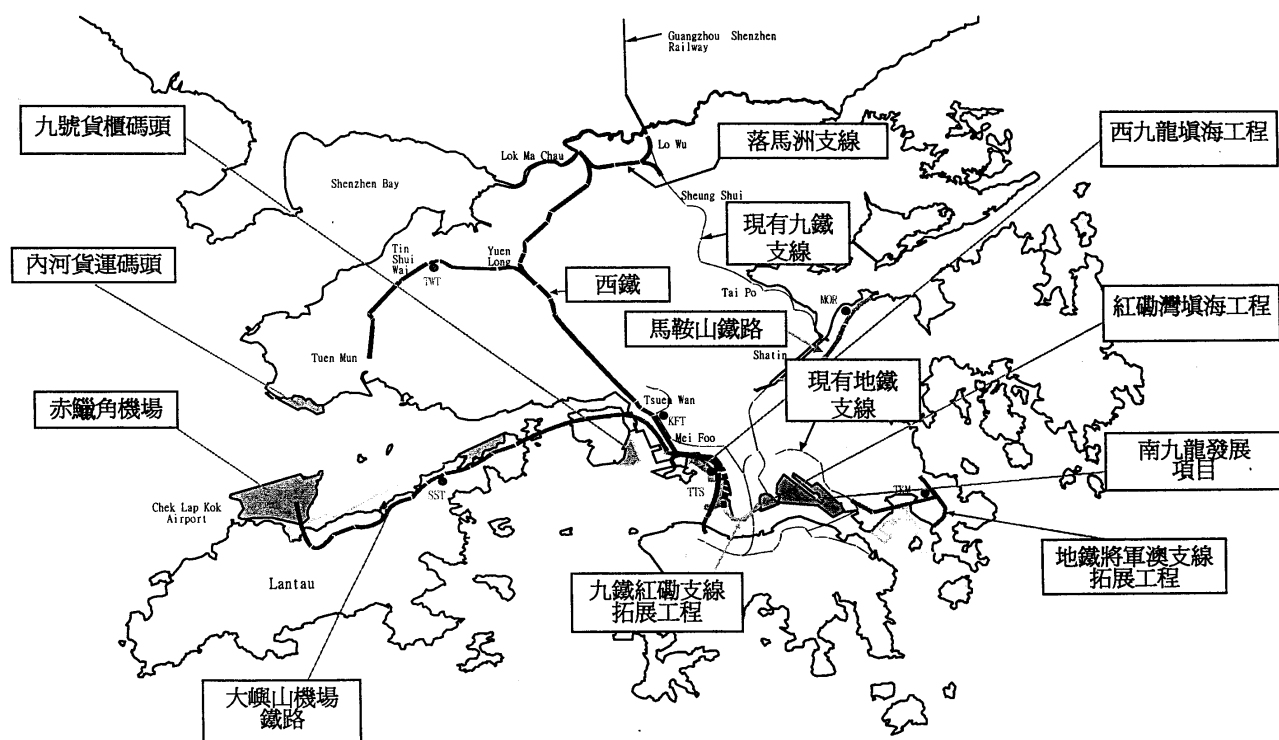 Guangzhou Shenzhen
Railway
九號貨櫃碼頭
落馬洲支線
西九龍塡海工程
Lo Wu
Lok Ma Chau
Shenzhen Bay
Sheung Shui
現有九鐵
支線
內河貨運碼頭
Tin
Shui
Wai
Yuen
Long
TWT
西鐵
Tai Po
MOR
紅磡灣塡海工程
馬鞍山鐵路
Shatin
Tuen Mun
現有地鐵
支線
赤鱲角機場
Tsuen Wan
KFT
Mei Foo
南九龍發展
項目
Chek Lap Kok
Airport
SST
TTS
TKM
Lantau
九鐵紅磡支線
拓展工程
地鐵將軍澳支線
拓展工程
大嶼山機場
鐵路